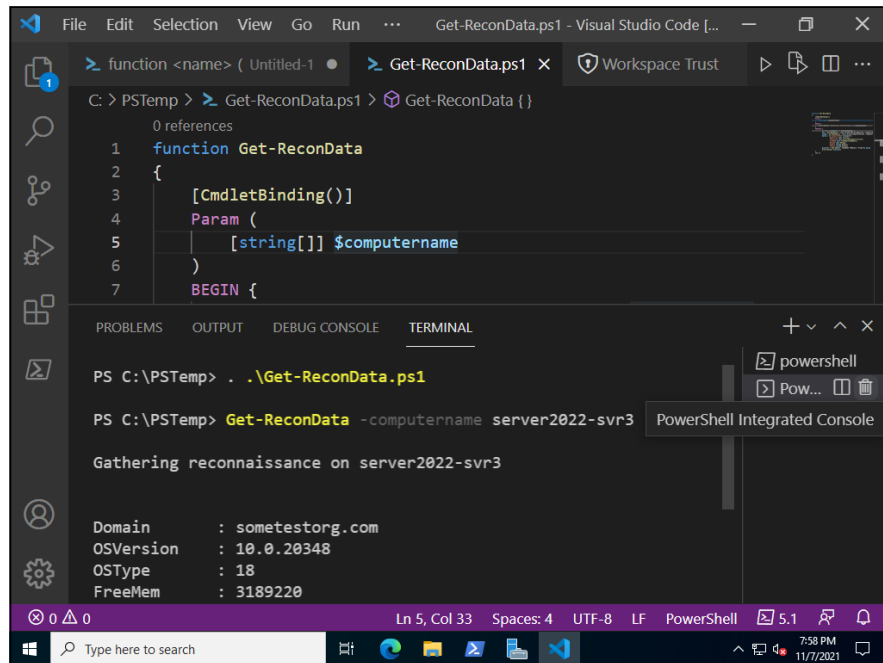 File Edit Selection View Go Run ··· Get-ReconData.ps1 - Visual Studio Code [...
function <name> ( Untitled-1 ● Get-ReconData.ps1 × Workspace Trust ···
1
C: > PSTemp > Get-ReconData.ps1 > Get-ReconData { }
0 references
1 function Get-ReconData
2 {
3 [CmdletBinding()]
4 Param (
5 [string[]] $computername
6 )
7 BEGIN {
PROBLEMS OUTPUT DEBUG CONSOLE TERMINAL
powershell
PS C:\PSTemp> . .\Get-ReconData.ps1
Pow...
PS C:\PSTemp> Get-ReconData -computername server2022-svr3
PowerShell Integrated Console
Gathering reconnaissance on server2022-svr3
Domain : sometestorg.com
OSVersion : 10.0.20348
OSType : 18
FreeMem : 3189220
0 0 Ln 5, Col 33 Spaces: 4 UTF-8 LF PowerShell 5.1
Type here to search
7:58 PM
11/7/2021